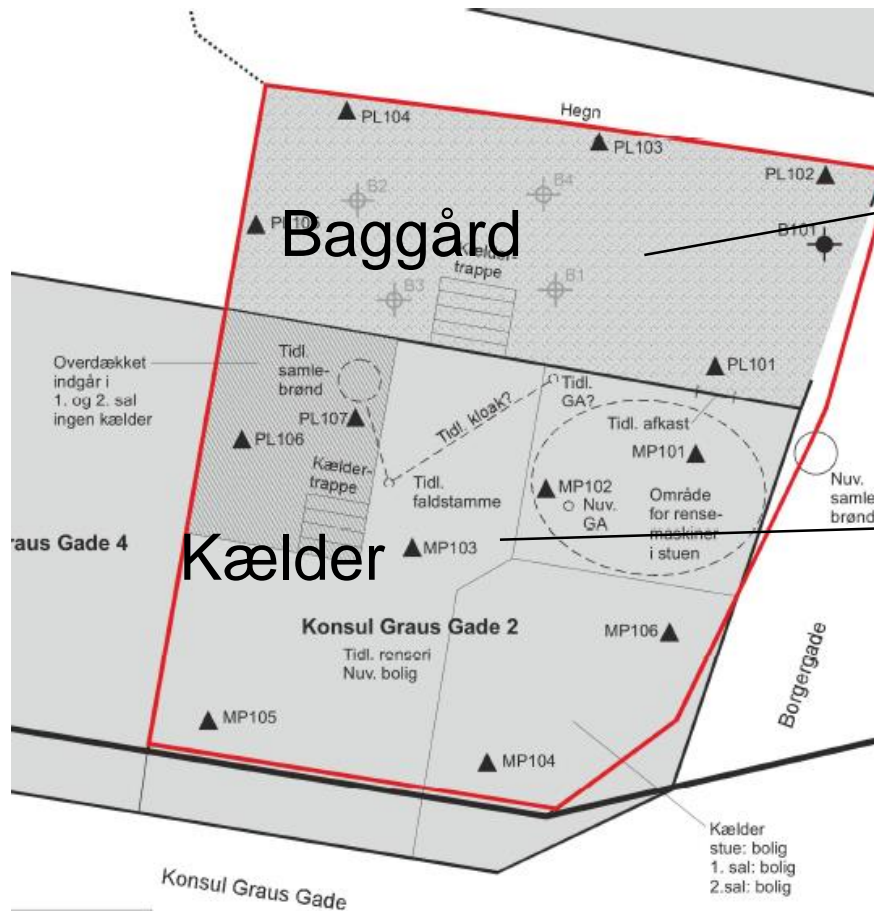 PL104
Hegn
PL103
PL102
B2
B4
PL105
Baggård
B101
Kælder-
trappe
B3
B1
PL101
Overdækket
indgår i
1. og 2. sal
ingen kælder
Tidl.
samle-
brønd
Tidl. kloak?
Tidl.
GA?
Tidl. afkast
PL107
PL106
MP101
Kælder-
trappe
Tidl.
faldstamme
MP102
Nuv.
GA
Område
for rense-
maskiner
i stuen
Nuv.
samle
brønd
raus Gade 4
Kælder
MP103
Konsul Graus Gade 2
Tidl. renseri
Nuv. bolig
MP106
Borgergade
MP105
MP104
Kælder
stue: bolig
1. sal: bolig
2.sal: bolig
Konsul Graus Gade